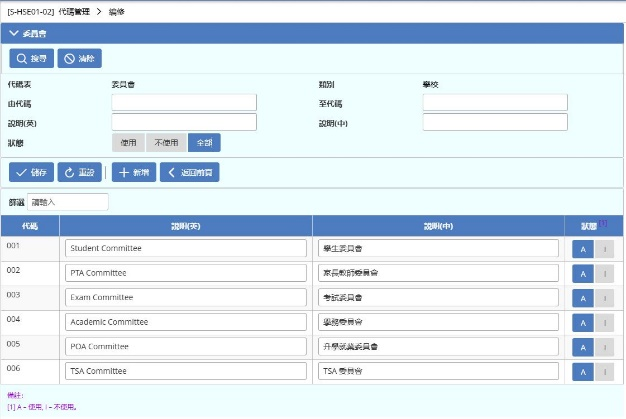 [S-HSE01-02] 代碼管理 > 編修
委員會
搜尋 清除
代碼表 委員會 類別 學校
由代碼 至代碼
說明(英) 說明(中)
狀態 使用 不使用 全部
儲存 重設 新增 返回前頁
篩選 請輸入
代碼 說明(英) 說明(中) 狀態 [1]
001 Student Committee 學生委員會 A I
002 PTA Committee 家長教師委員會 A I
003 Exam Committee 考試委員會 A I
004 Academic Committee 學務委員會 A I
005 POA Committee 升學就業委員會 A I
006 TSA Committee TSA 委員會 A I
備註:
[1] A – 使用, I – 不使用。